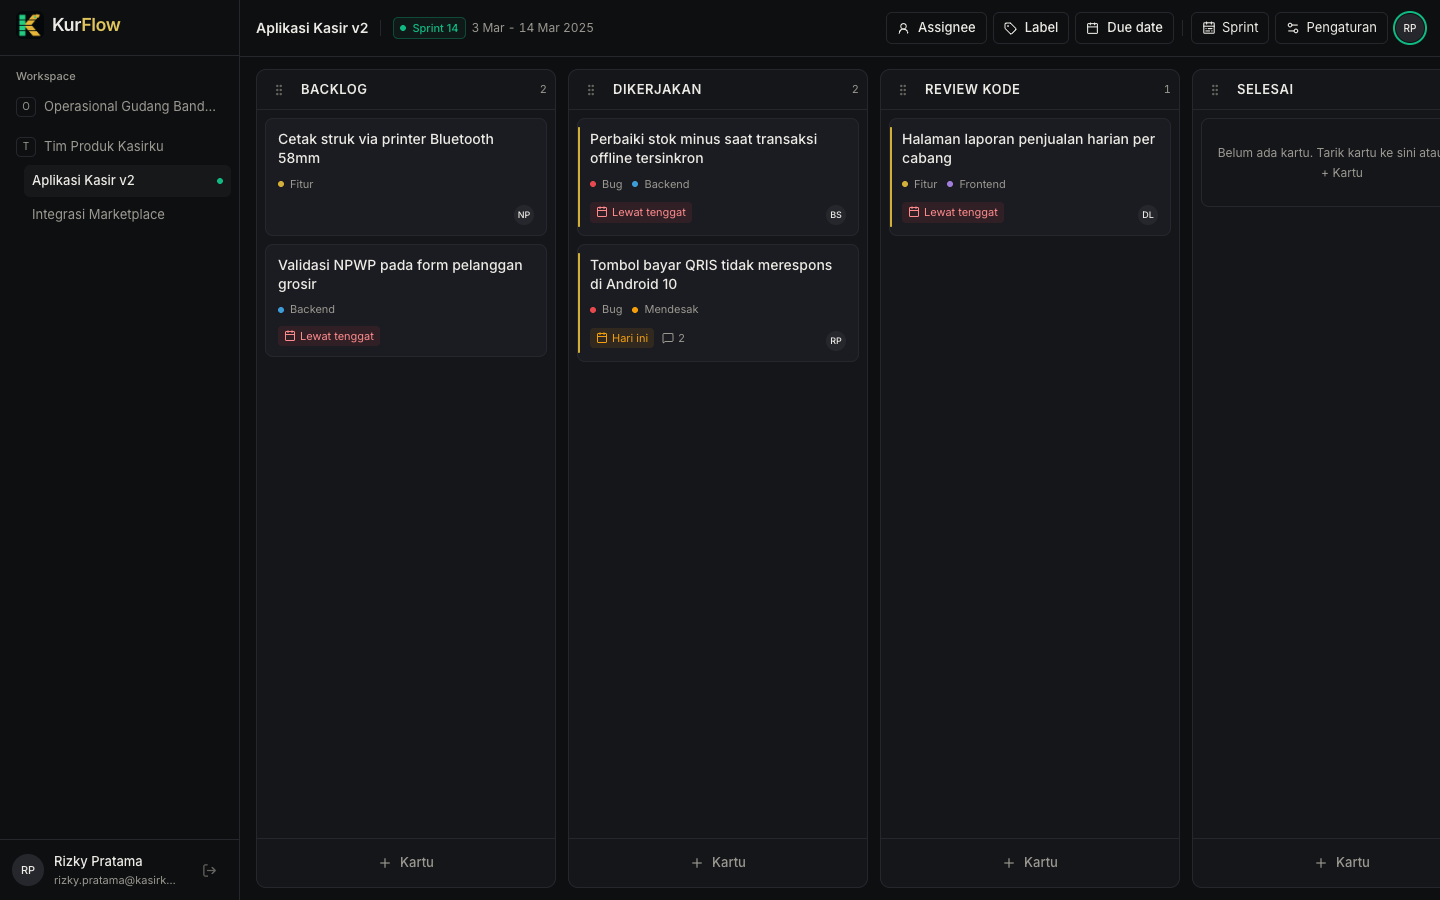 KurFlow
Workspace
O
Operasional Gudang Band...
T
Tim Produk Kasirku
Aplikasi Kasir v2
Integrasi Marketplace
RP
Rizky Pratama
rizky.pratama@kasirk...
Aplikasi Kasir v2
Sprint 14
3 Mar - 14 Mar 2025
Assignee
Label
Due date
Sprint
Pengaturan
RP
BACKLOG
2
Cetak struk via printer Bluetooth
58mm
Fitur
NP
Validasi NPWP pada form pelanggan
grosir
Backend
Lewat tenggat
+ Kartu
DIKERJAKAN
2
Perbaiki stok minus saat transaksi
offline tersinkron
Bug
Backend
Lewat tenggat
BS
Tombol bayar QRIS tidak merespons
di Android 10
Bug
Mendesak
Hari ini
2
RP
+ Kartu
REVIEW KODE
1
Halaman laporan penjualan harian per
cabang
Fitur
Frontend
Lewat tenggat
DL
+ Kartu
SELESAI
Belum ada kartu. Tarik kartu ke sini atau
+ Kartu
+ Kartu